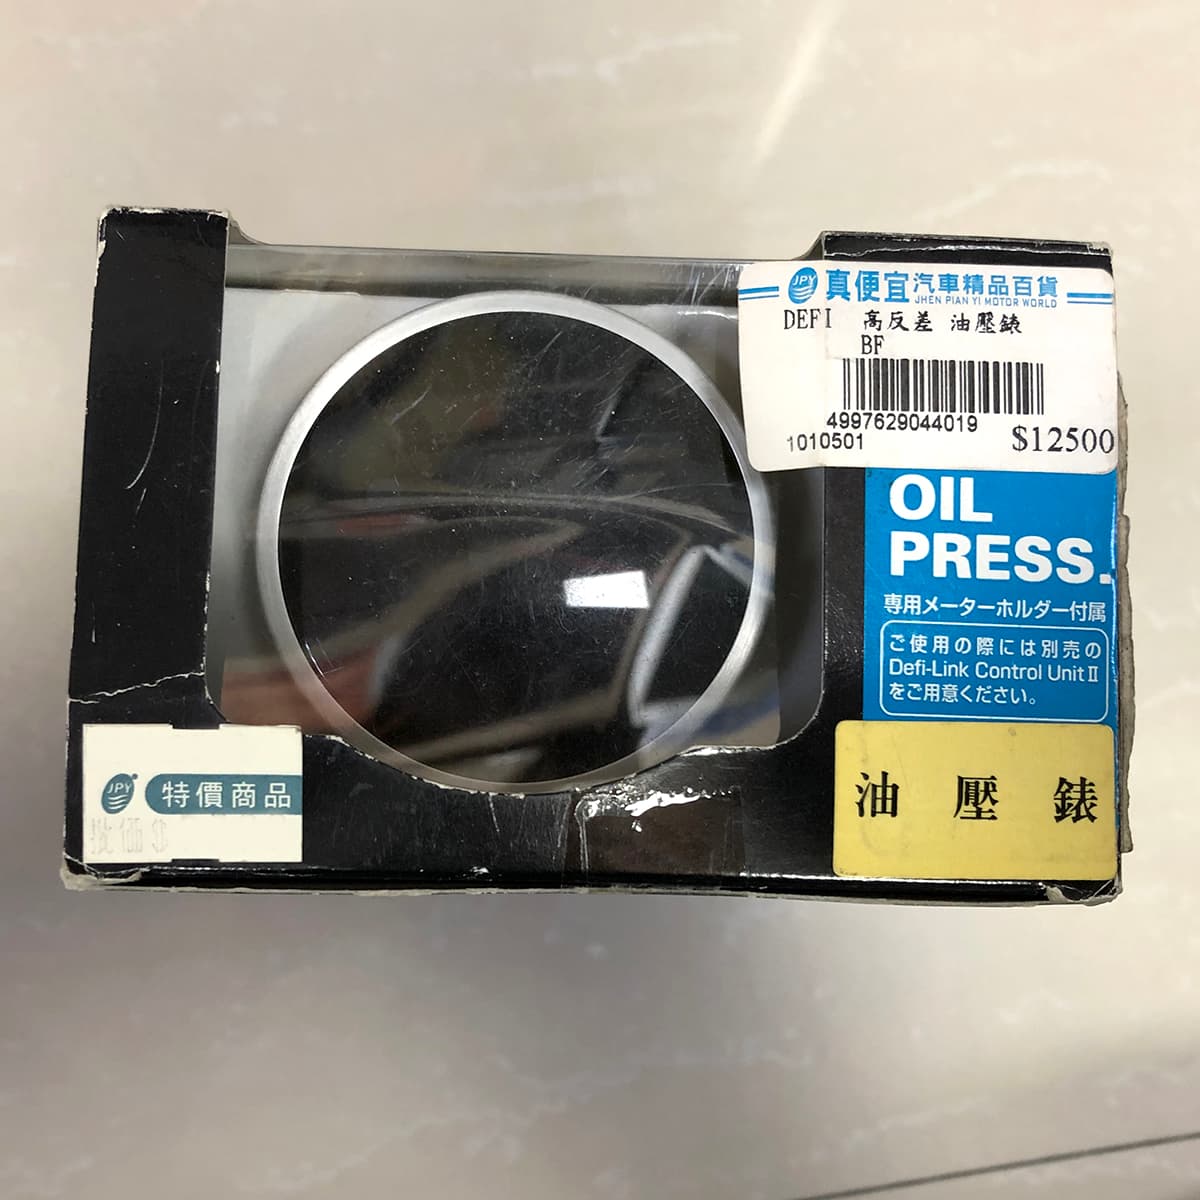 JPY 真便宜 汽車精品百貨
JHEN PIAN YI MOTOR WORLD
DEFI 高反差 油壓錶
BF
4997629044019
1010501 $12500
OIL
PRESS.
専用メーターホルダー付属
ご使用の際には別売の
Defi-Link Control Unit II
をご用意ください。
JPY 特價商品
油壓錶